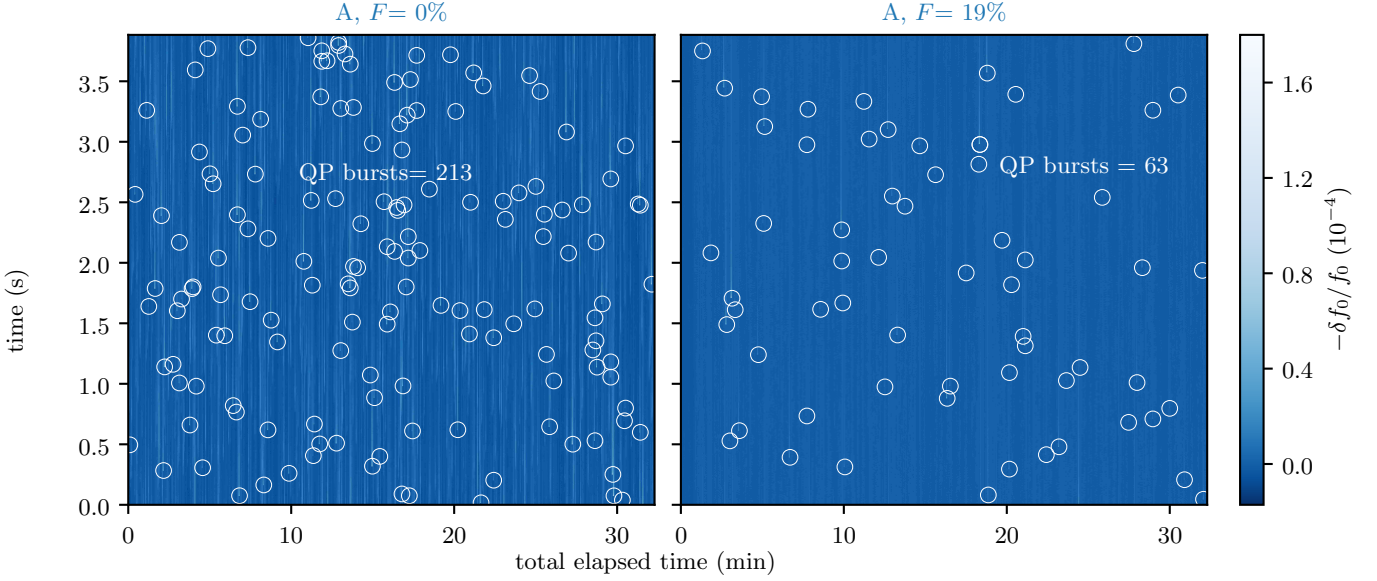 A, F= 0%
A, F= 19%
3.5
3.0
2.5
2.0
1.5
1.0
0.5
0.0
time (s)
QP bursts= 213
QP bursts = 63
0 10 20 30
0 10 20 30
total elapsed time (min)
1.6
1.2
0.8
0.4
0.0
−δf₀/f₀ (10⁻⁴)